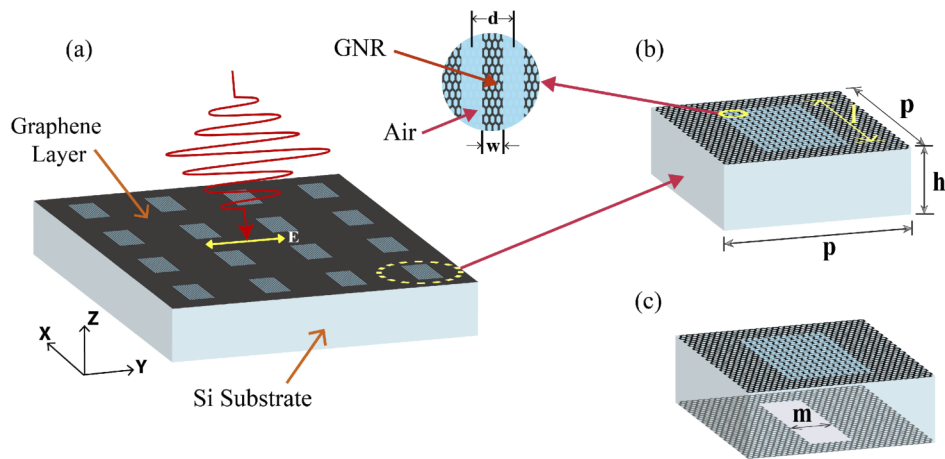 (a)
Graphene
Layer
E
X
Z
Y
Si Substrate
d
GNR
Air
w
(b)
l
p
h
p
(c)
m